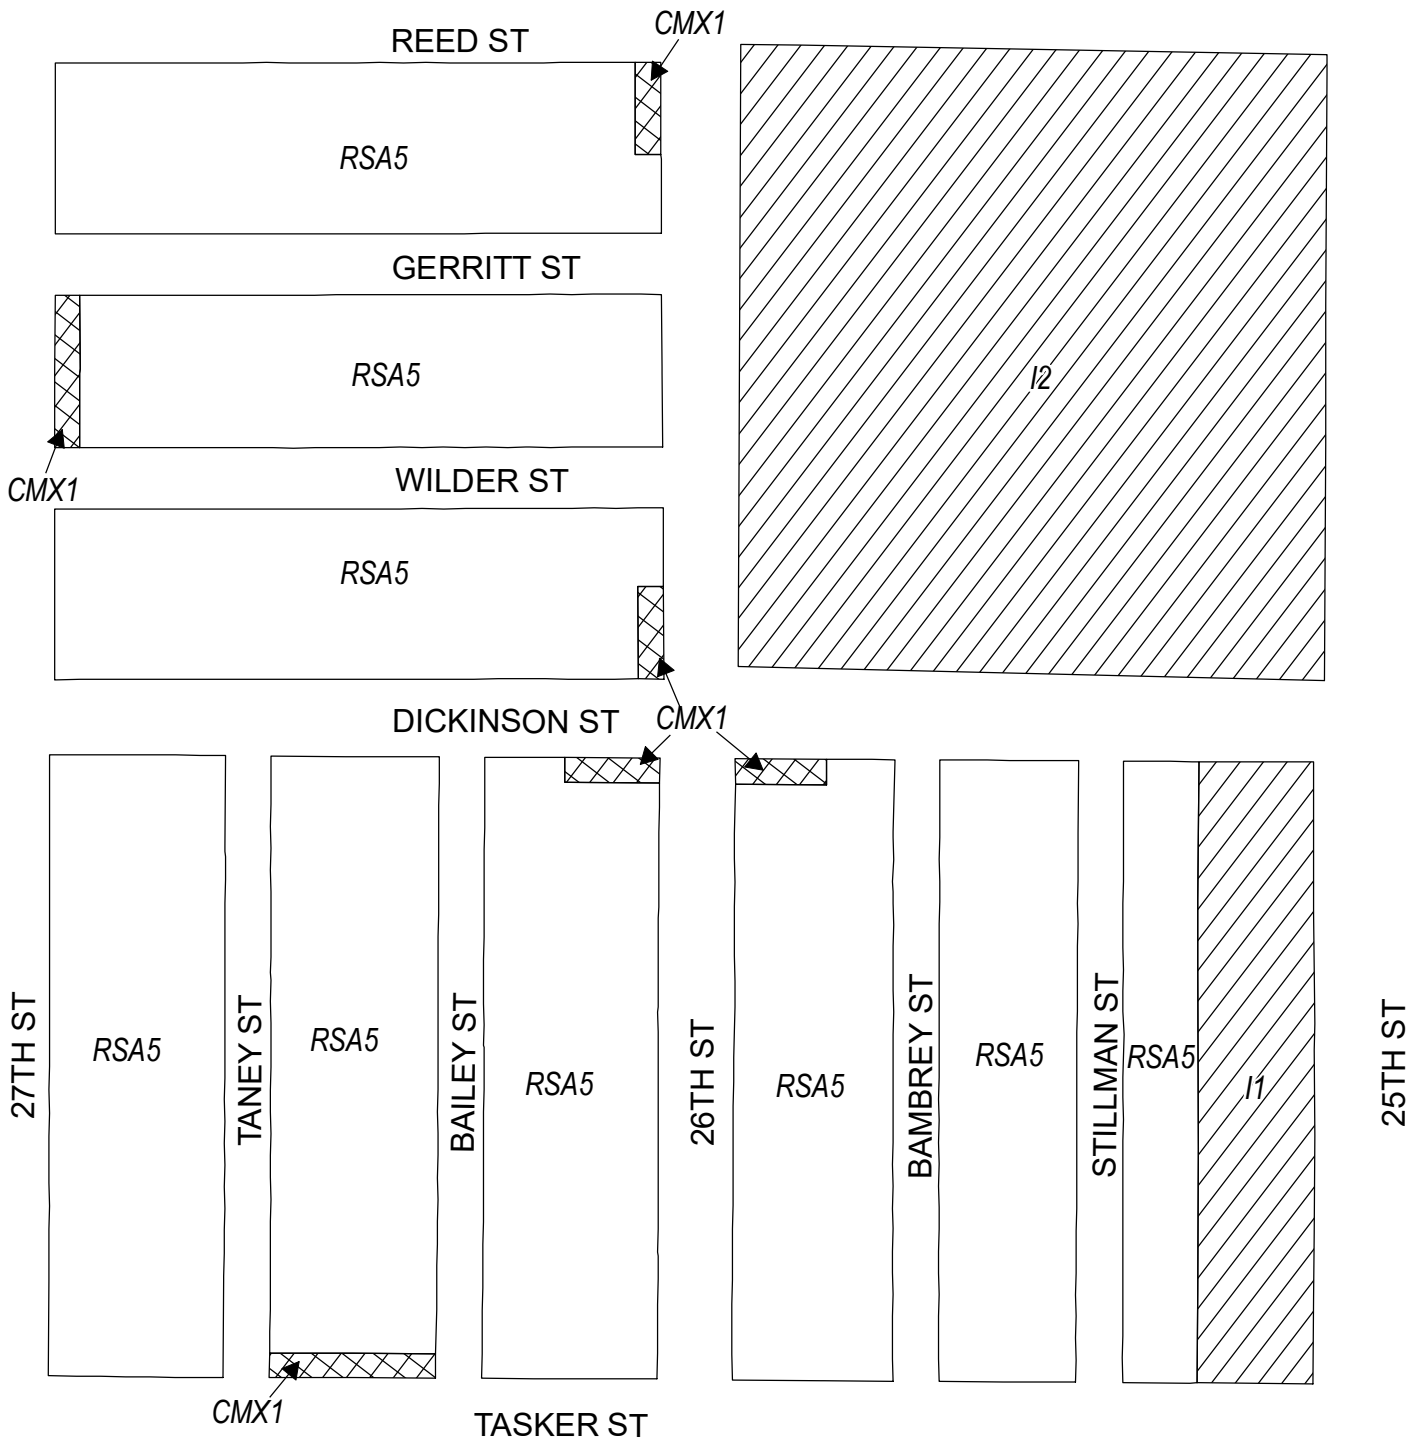 CMX1
REED ST
RSA5
GERRITT ST
RSA5
I2
CMX1
WILDER ST
RSA5
DICKINSON ST
CMX1
27TH ST
RSA5
TANEY ST
RSA5
BAILEY ST
RSA5
26TH ST
RSA5
BAMBREY ST
RSA5
STILLMAN ST
RSA5
I1
25TH ST
CMX1
TASKER ST